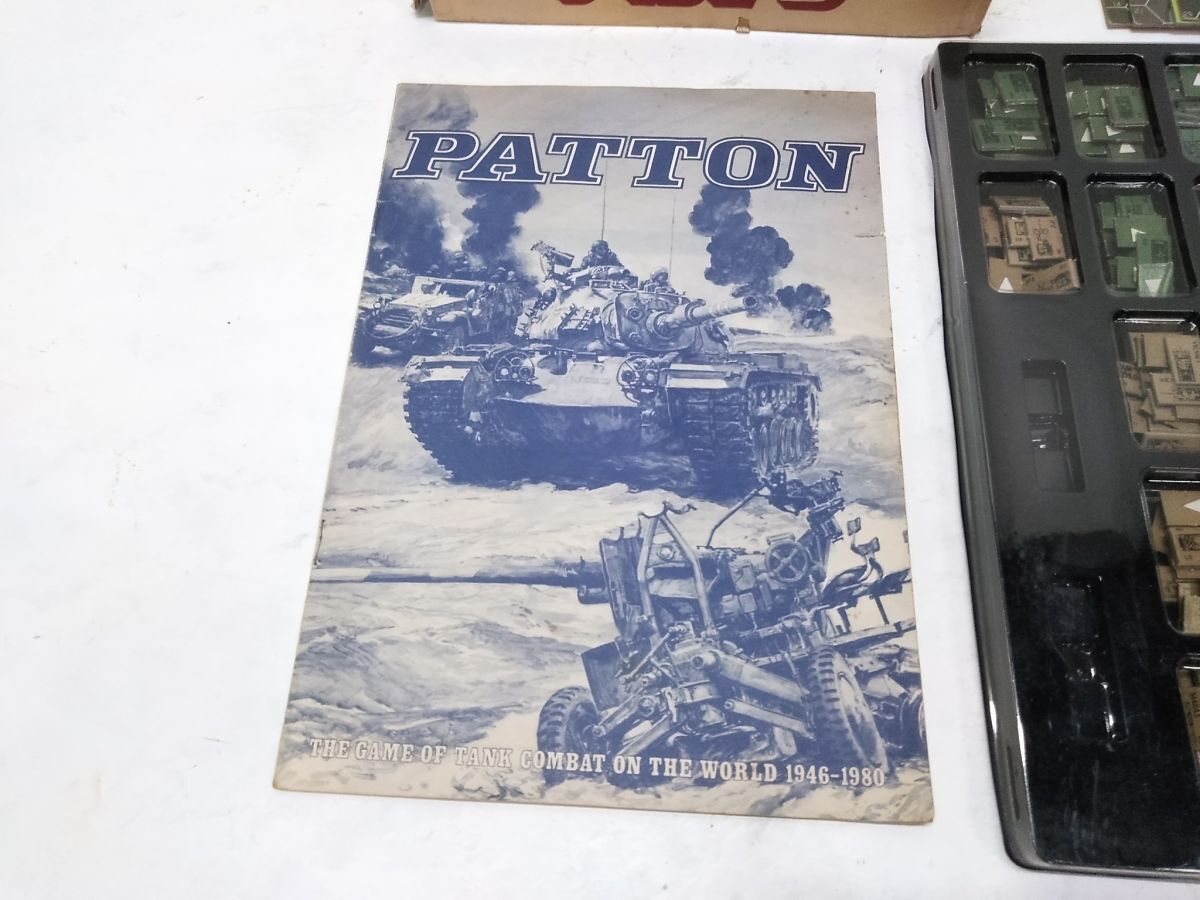 PATTON
THE GAME OF TANK COMBAT ON THE WORLD 1946-1980